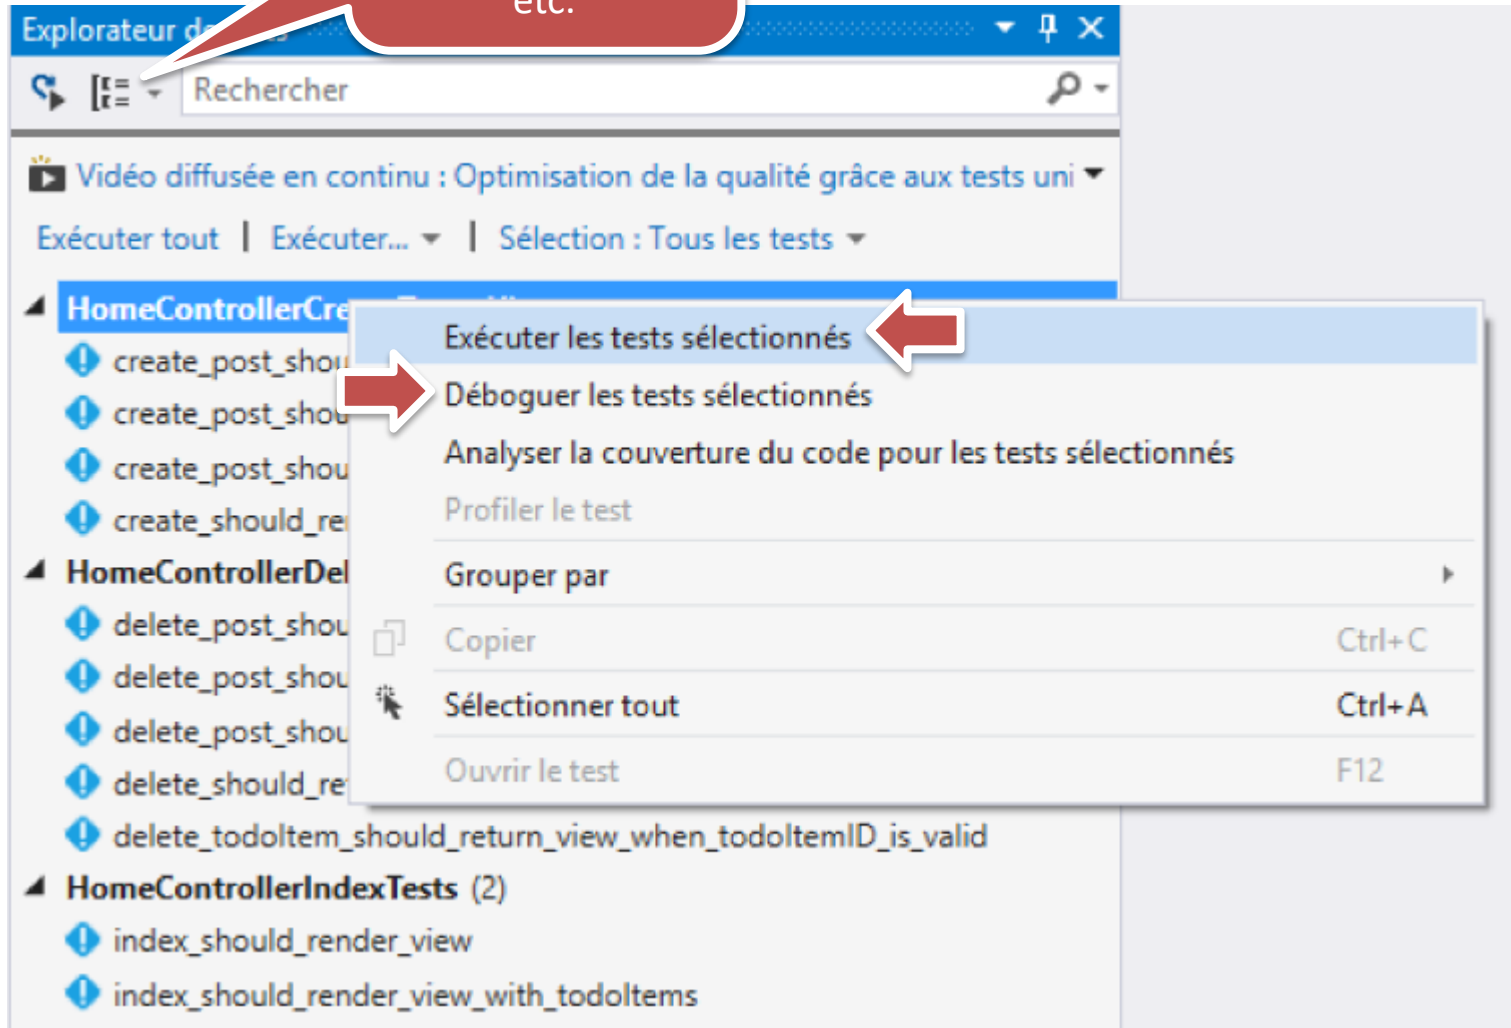 etc.
Explorateur de
Rechercher
Vidéo diffusée en continu : Optimisation de la qualité grâce aux tests uni
Exécuter tout | Exécuter... | Sélection : Tous les tests
HomeControllerCre
Exécuter les tests sélectionnés
create_post_shou
Déboguer les tests sélectionnés
create_post_shou
Analyser la couverture du code pour les tests sélectionnés
create_post_shou
Profiler le test
create_should_re
HomeControllerDel
Grouper par
delete_post_shou
Copier Ctrl+C
delete_post_shou
Sélectionner tout Ctrl+A
delete_post_shou
Ouvrir le test F12
delete_should_re
delete_todoItem_should_return_view_when_todoItemID_is_valid
HomeControllerIndexTests (2)
index_should_render_view
index_should_render_view_with_todoItems